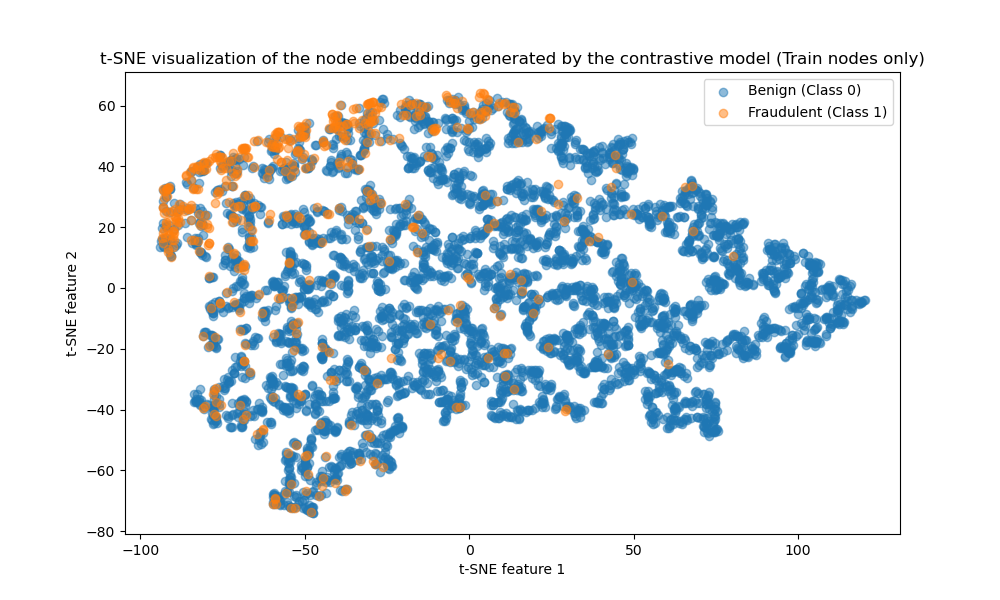 t-SNE visualization of the node embeddings generated by the contrastive model (Train nodes only)
Benign (Class 0)
Fraudulent (Class 1)
60
40
20
0
−20
−40
−60
−80
t-SNE feature 2
−100
−50
0
50
100
t-SNE feature 1